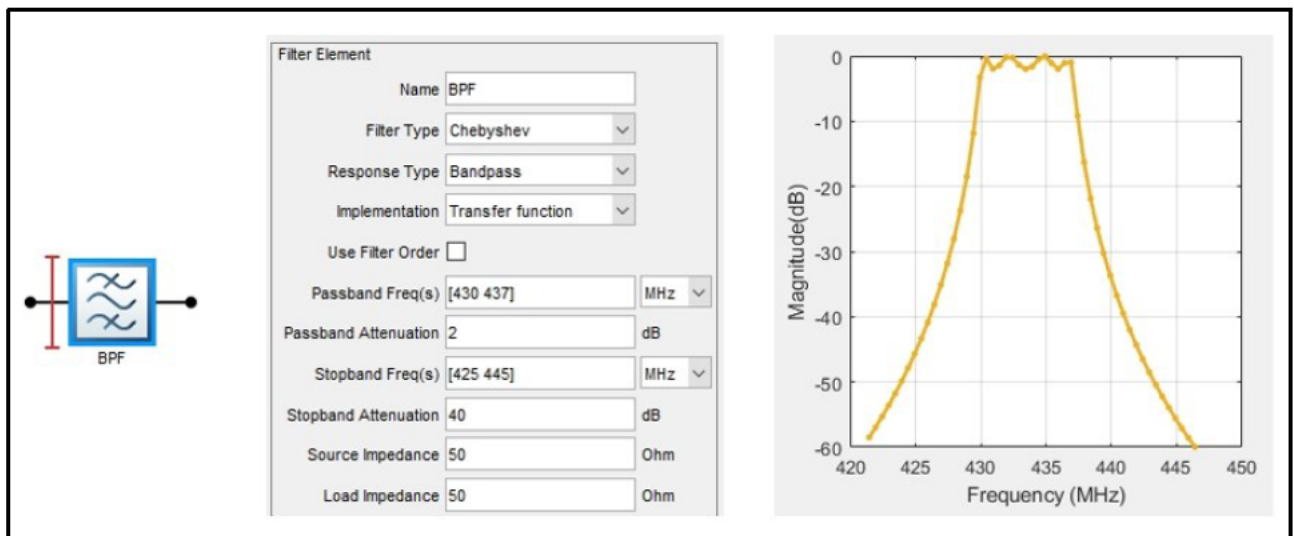 BPF
Filter Element
Name BPF
Filter Type Chebyshev
Response Type Bandpass
Implementation Transfer function
Use Filter Order
Passband Freq(s) [430 437] MHz
Passband Attenuation 2 dB
Stopband Freq(s) [425 445] MHz
Stopband Attenuation 40 dB
Source Impedance 50 Ohm
Load Impedance 50 Ohm
Magnitude(dB)
0
-10
-20
-30
-40
-50
-60
420 425 430 435 440 445 450
Frequency (MHz)